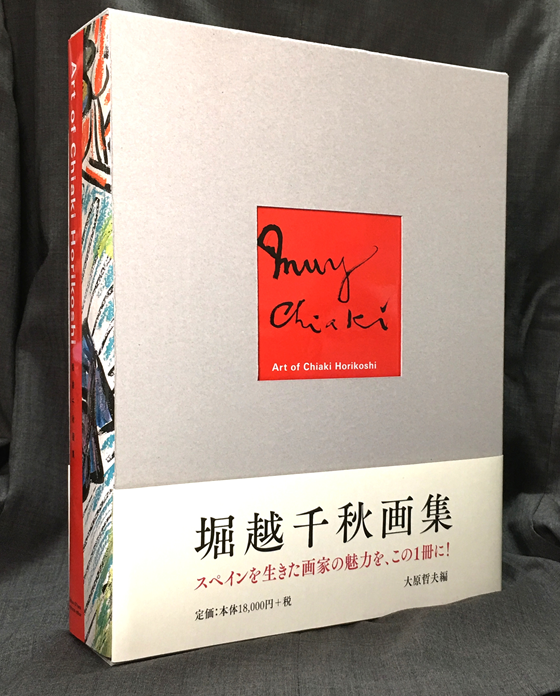 Art of Chiaki Horikoshi
muy
Chiaki
Art of Chiaki Horikoshi
堀越千秋画集
スペインを生きた画家の魅力を、この1冊に!
大原哲夫編
定価:本体18,000円+税